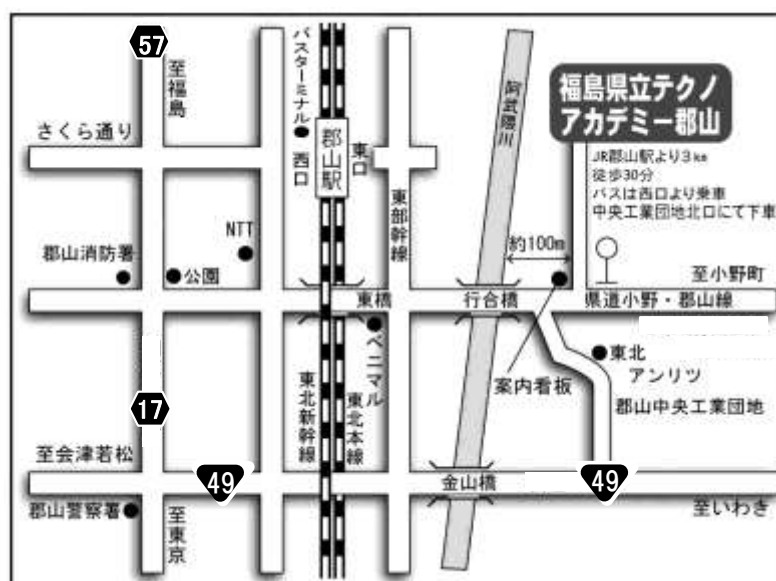 57
至福島
さくら通り
バスターミナル
西口
郡山駅
東口
東部幹線
阿武隈川
福島県立テクノ
アカデミー郡山
JR郡山駅より3㎞
徒歩30分
バスは西口より乗車
中央工業団地北口にて下車
約100m
NTT
郡山消防署
公園
東橋
行合橋
至小野町
県道小野・郡山線
ベニマル
案内看板
東北
アンリツ
郡山中央工業団地
17
東北新幹線
東北本線
至会津若松
49
金山橋
49
至いわき
郡山警察署
至東京